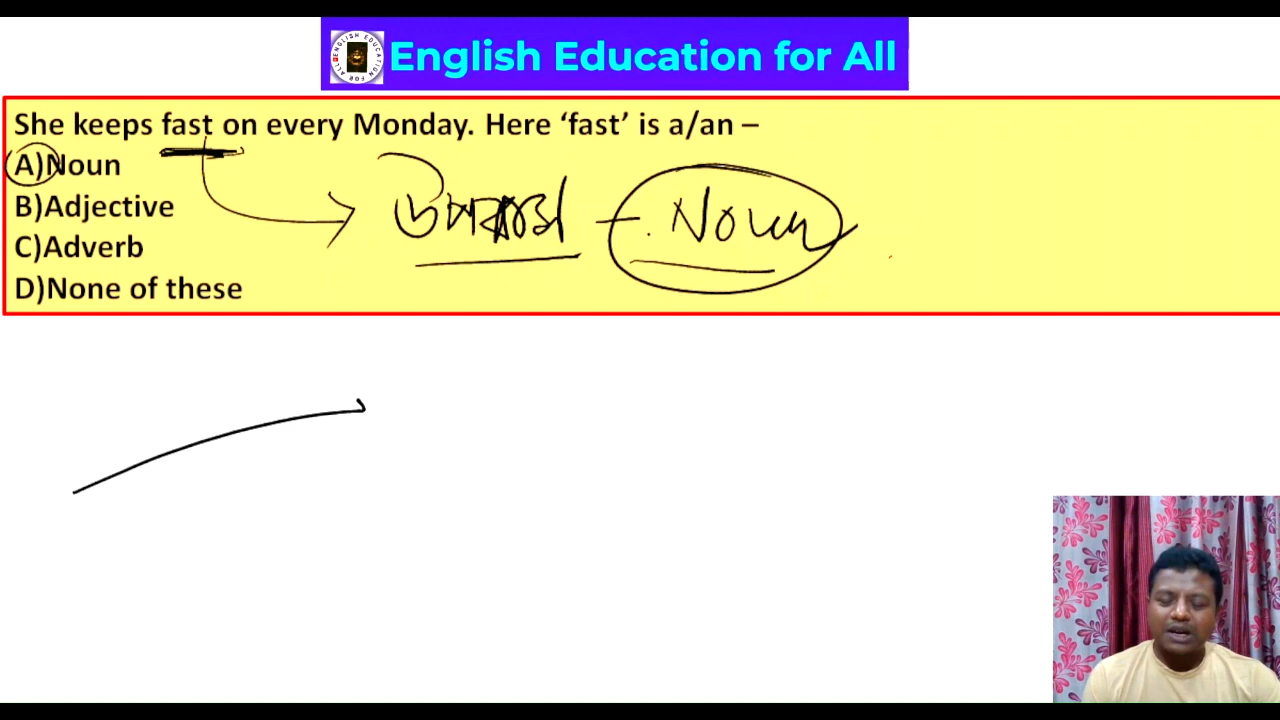 English Education for All
She keeps fast on every Monday. Here ‘fast’ is a/an –
A)Noun
B)Adjective
C)Adverb
D)None of these
Noun